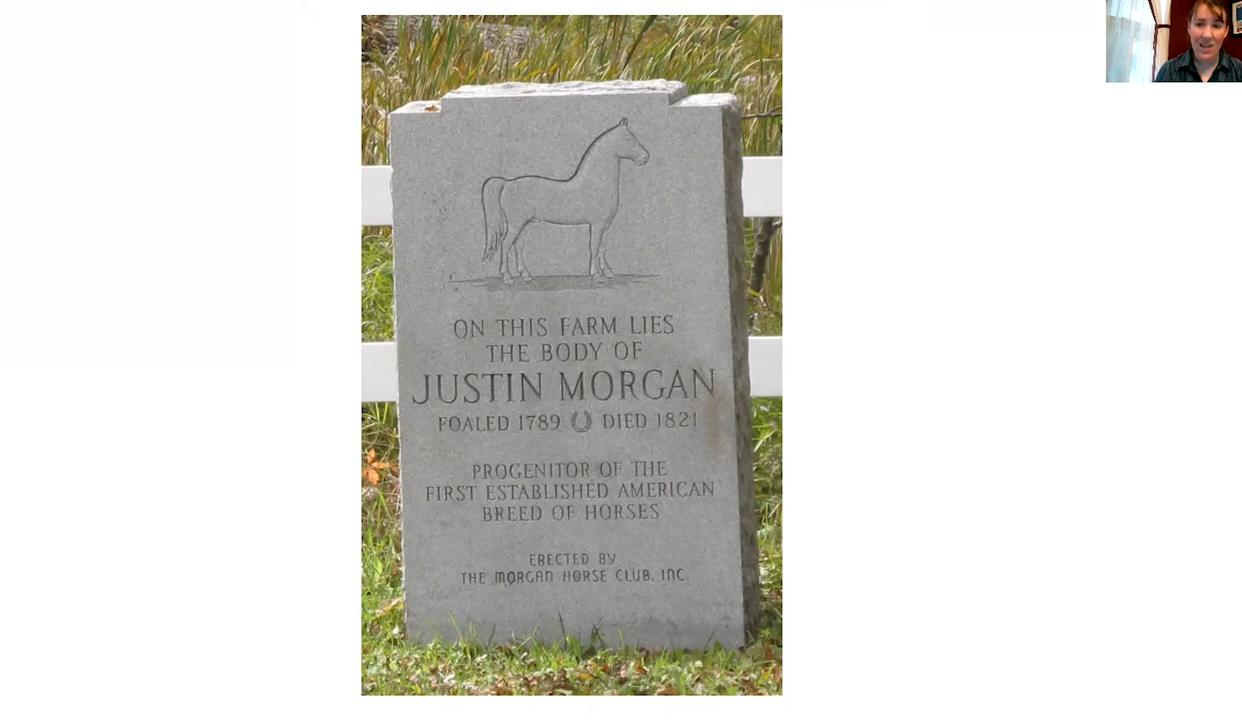 ON THIS FARM LIES
THE BODY OF
JUSTIN MORGAN
FOALED 1789 DIED 1821
PROGENITOR OF THE
FIRST ESTABLISHED AMERICAN
BREED OF HORSES
ERECTED BY
THE MORGAN HORSE CLUB, INC.